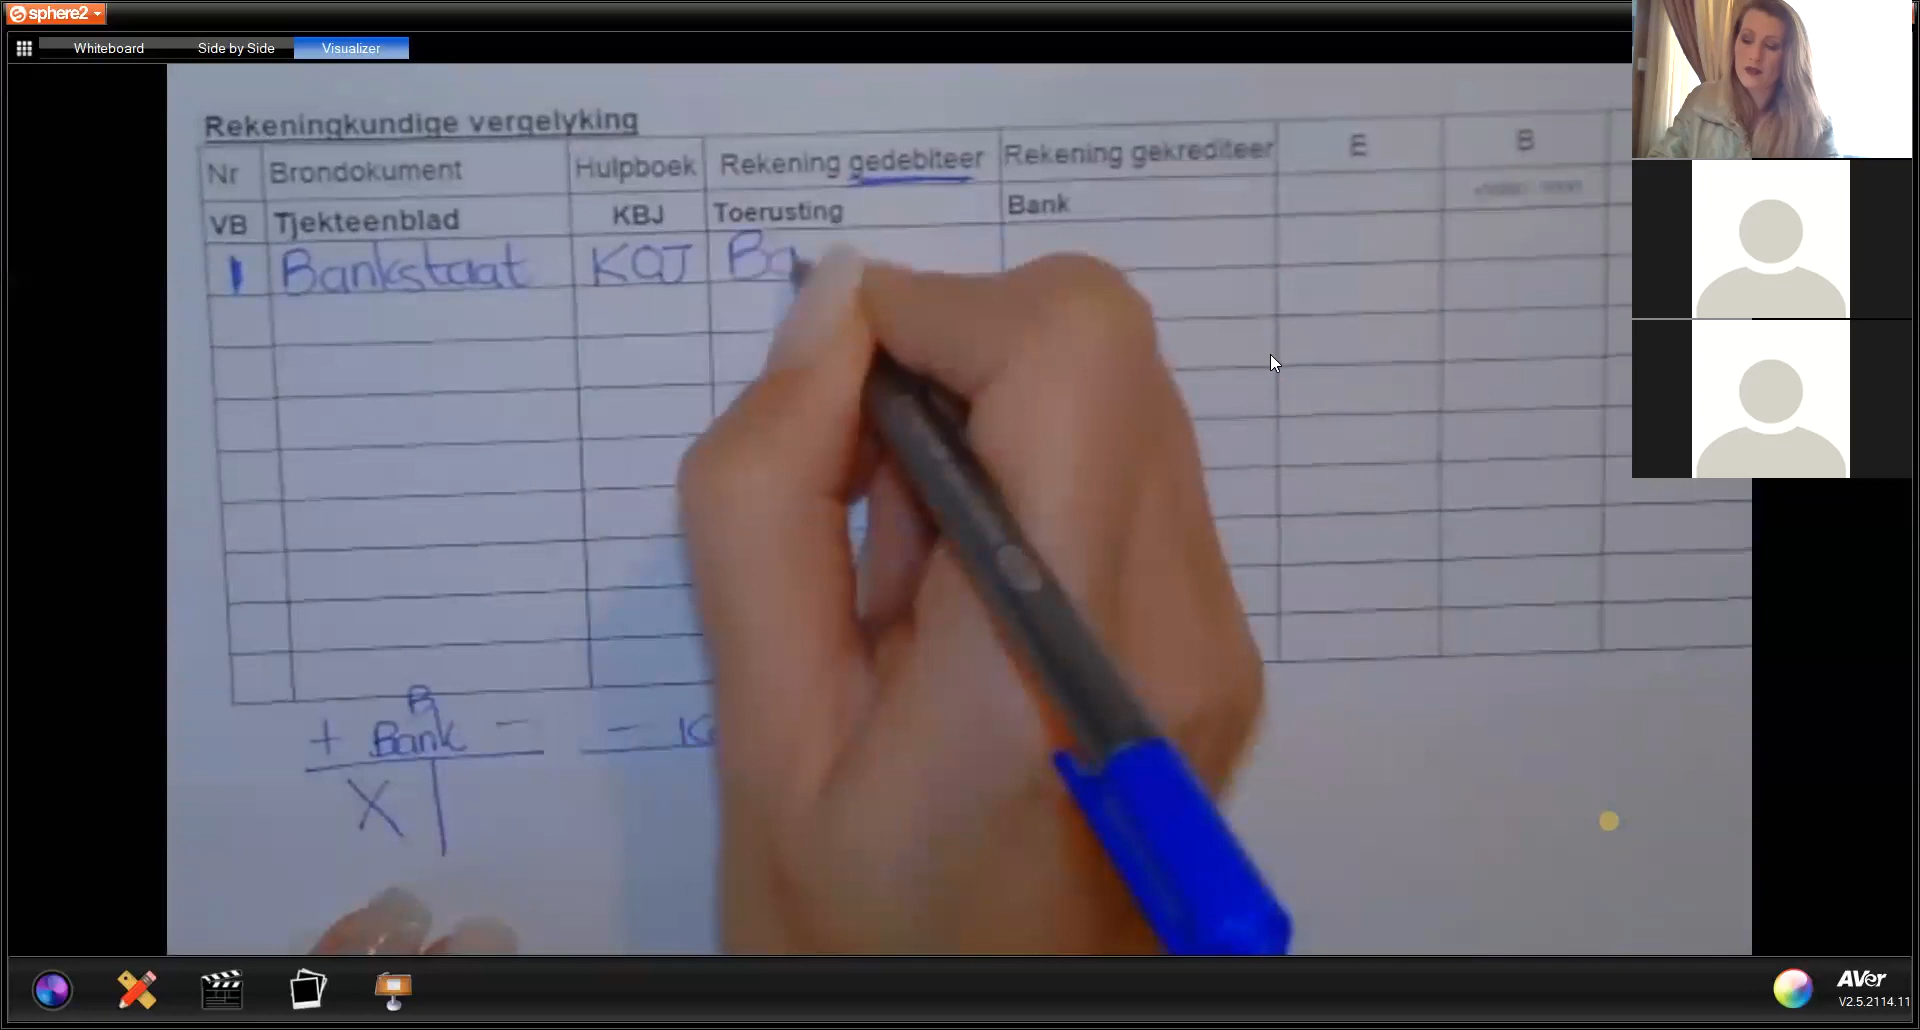 sphere2
Whiteboard Side by Side Visualizer
Rekeningkundige vergelyking
Nr Brondokument Hulpboek Rekening gedebiteer Rekening gekrediteer E B
VB Tjekteenblad KBJ Toerusting Bank
1 Bankstaat KOJ Ba
B
+ Bank - - K
X
AVer
V2.5.2114.11